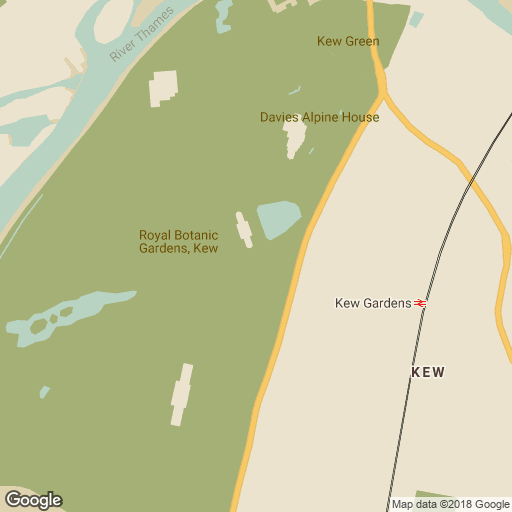 River Thames
Kew Green
Davies Alpine House
Royal Botanic
Gardens, Kew
Kew Gardens
KEW
Google
Map data ©2018 Google